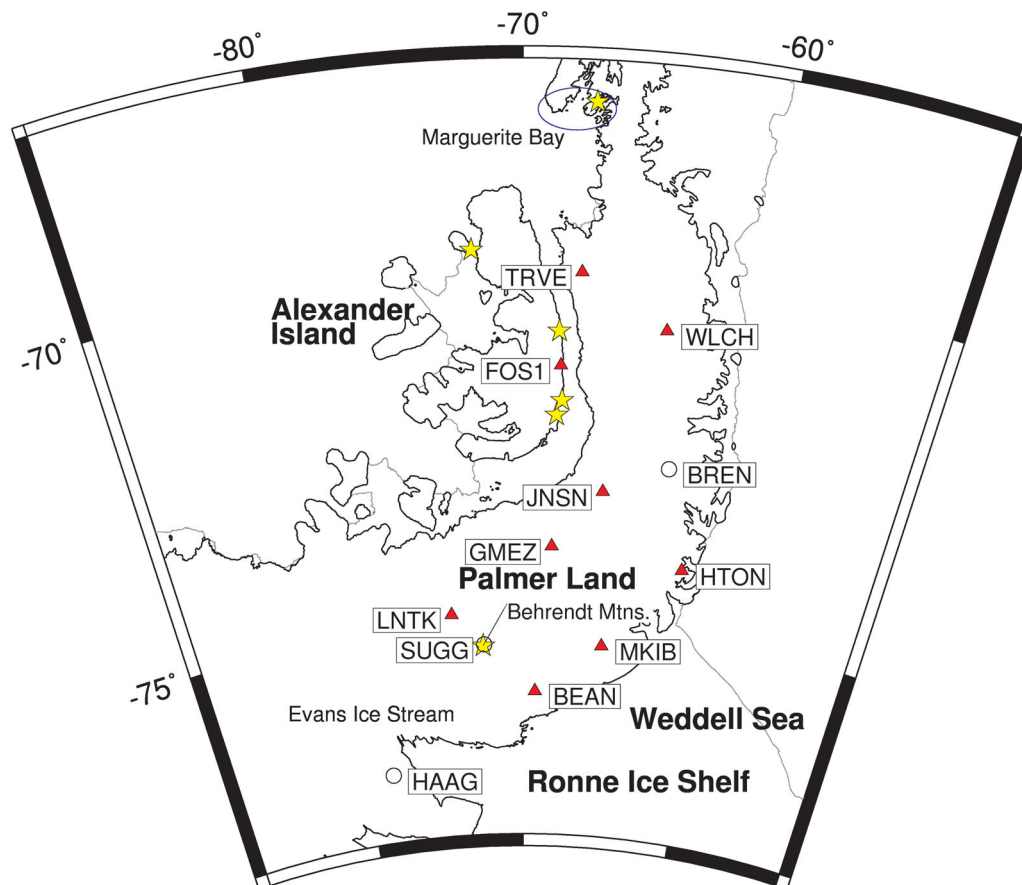 -80°
-70°
-60°
Marguerite Bay
TRVE
Alexander
Island
WLCH
-70°
FOS1
BREN
JNSN
GMEZ
HTON
Palmer Land
LNTK
Behrendt Mtns.
SUGG
MKIB
-75°
BEAN
Evans Ice Stream
Weddell Sea
HAAG
Ronne Ice Shelf